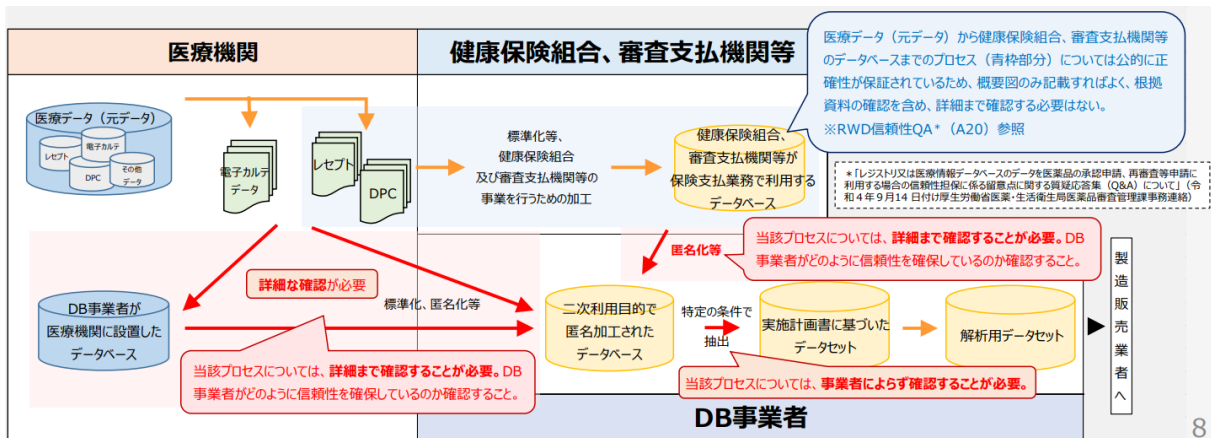 医療機関
健康保険組合、審査支払機関等
医療データ(元データ)から健康保険組合、審査支払機関等
のデータベースまでのプロセス(青枠部分)については公的に正
確性が保証されているため、概要図のみ記載すればよく、根拠
資料の確認を含め、詳細まで確認する必要はない。
※RWD信頼性QA*(A20)参照
医療データ(元データ)
レセプト
電子カルテ
DPC
その他
データ
電子カルテ
データ
レセプト
DPC
標準化等、
健康保険組合
及び審査支払機関等の
事業を行うための加工
健康保険組合、
審査支払機関等が
保険支払業務で利用する
データベース
*「レジストリ又は医療情報データベースのデータを医薬品の承認申請、再審査等申請に
利用する場合の信頼性担保に係る留意点に関する質疑応答集(Q&A)について」(令
和4年9月14日付け厚生労働省医薬・生活衛生局医薬品審査管理課事務連絡)
匿名化等
当該プロセスについては、詳細まで確認することが必要。DB
事業者がどのように信頼性を確保しているのか確認すること。
詳細な確認が必要
標準化、匿名化等
DB事業者が
医療機関に設置した
データベース
二次利用目的で
匿名加工された
データベース
特定の条件で
抽出
実施計画書に基づいた
データセット
解析用データセット
製造販売業者へ
当該プロセスについては、詳細まで確認することが必要。DB
事業者がどのように信頼性を確保しているのか確認すること。
当該プロセスについては、事業者によらず確認することが必要。
DB事業者
8